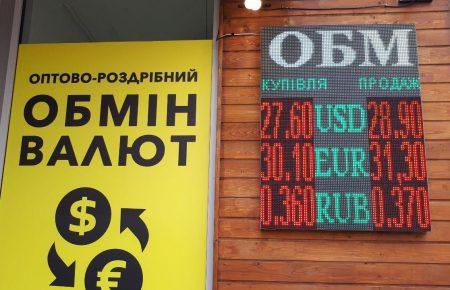 ОПТОВО-РОЗДРІБНИЙ
ОБМІН
ВАЛЮТ
$
€
ОБМ
КУПІВЛЯ ПРОДАЖ
27.60 USD 28.90
30.10 EUR 31.30
0.360 RUB 0.370